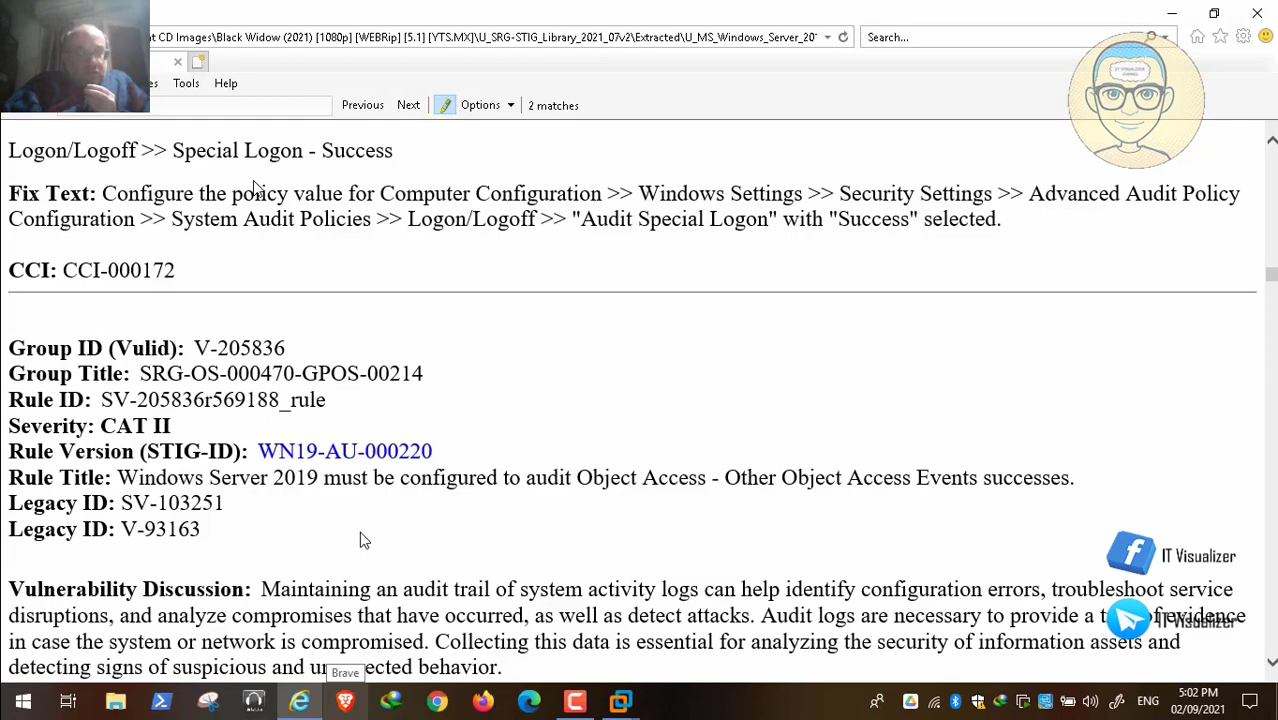 nt CD Images\Black Widow (2021) [1080p] [WEBRip] [5.1] [YTS.MX]\U_SRG-STIG_Library_2021_07v2\Extracted\U_MS_Windows_Server_20
Search...
IT VISUALIZER
CHANNEL
Tools Help
Previous Next Options 2 matches
Logon/Logoff >> Special Logon - Success
Fix Text: Configure the policy value for Computer Configuration >> Windows Settings >> Security Settings >> Advanced Audit Policy
Configuration >> System Audit Policies >> Logon/Logoff >> "Audit Special Logon" with "Success" selected.
CCI: CCI-000172
Group ID (Vulid): V-205836
Group Title: SRG-OS-000470-GPOS-00214
Rule ID: SV-205836r569188_rule
Severity: CAT II
Rule Version (STIG-ID): WN19-AU-000220
Rule Title: Windows Server 2019 must be configured to audit Object Access - Other Object Access Events successes.
Legacy ID: SV-103251
Legacy ID: V-93163
IT Visualizer
Vulnerability Discussion: Maintaining an audit trail of system activity logs can help identify configuration errors, troubleshoot service
disruptions, and analyze compromises that have occurred, as well as detect attacks. Audit logs are necessary to provide a evidence
IT Visualizer
in case the system or network is compromised. Collecting this data is essential for analyzing the security of information assets and
detecting signs of suspicious and behavior.
Brave
ENG
5:02 PM
02/09/2021